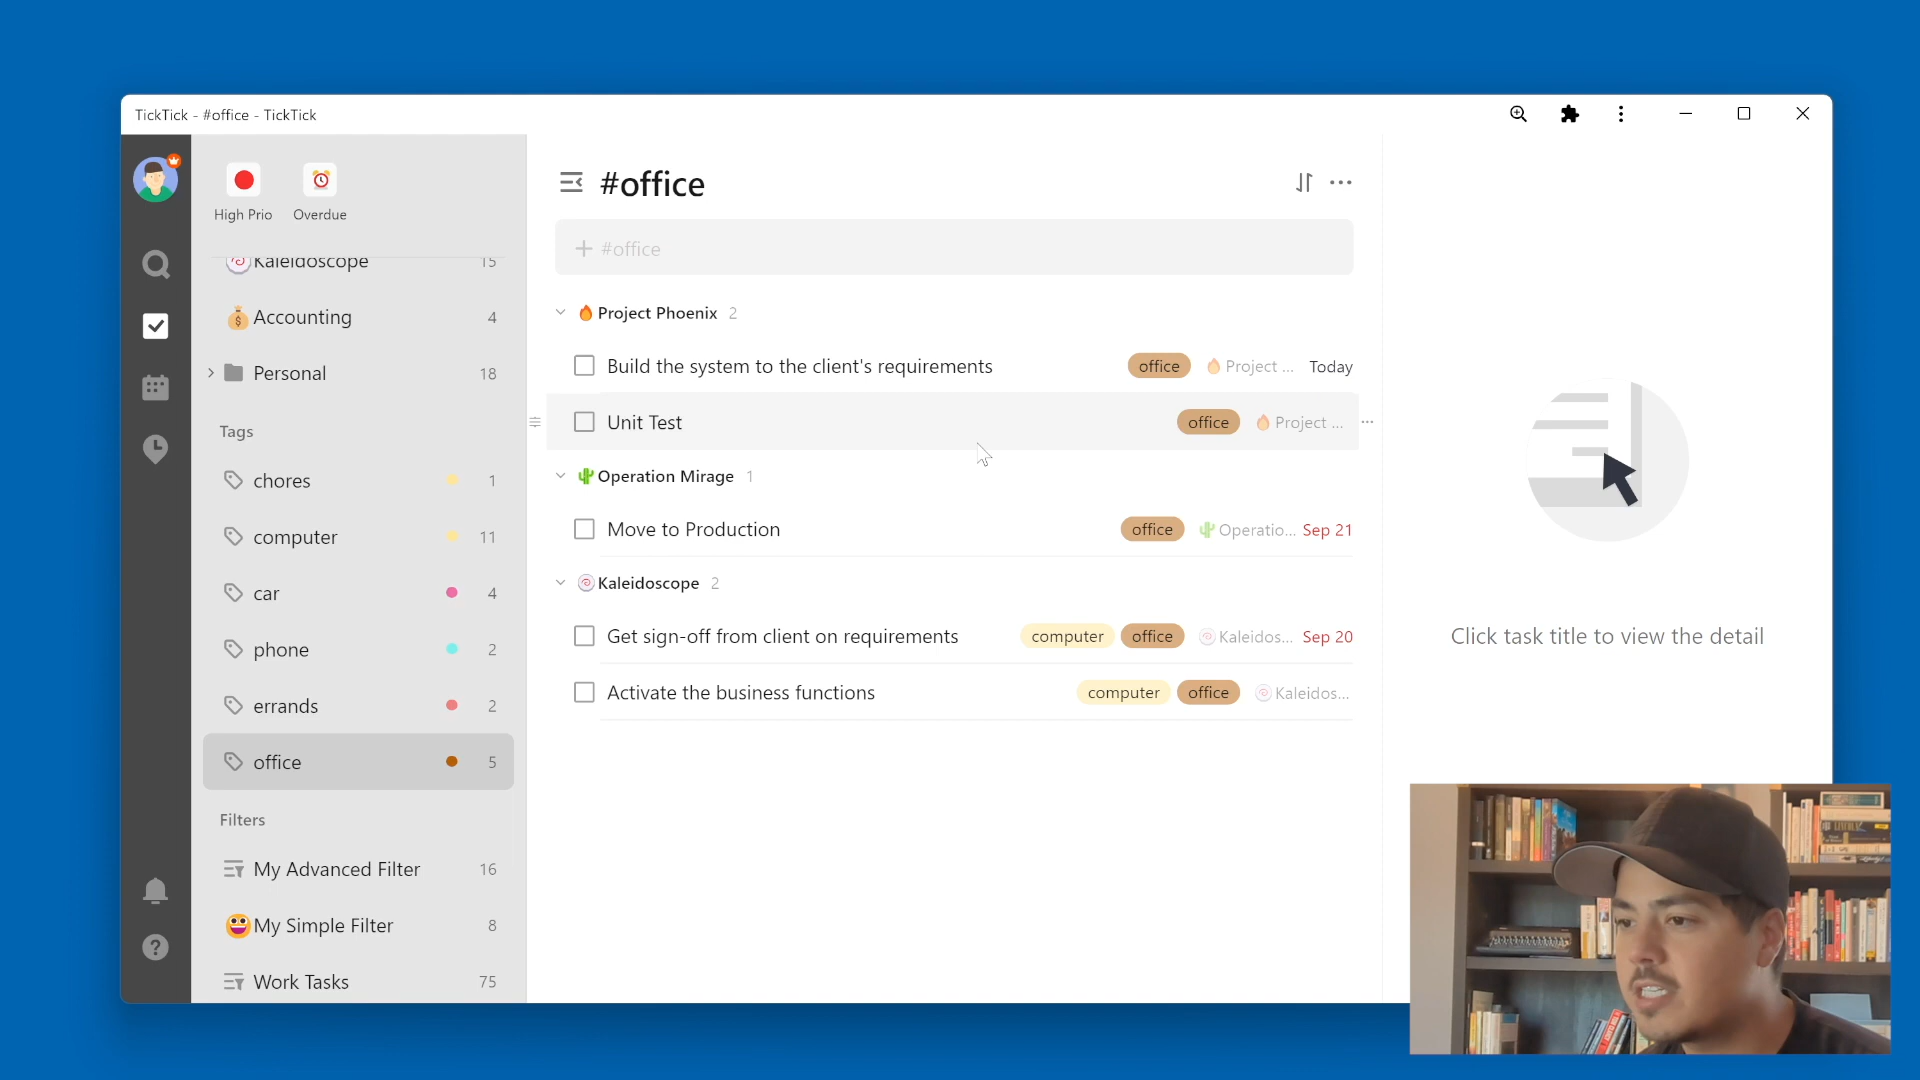 TickTick - #office - TickTick
High Prio
Overdue
Kaleidoscope 15
Accounting 4
Personal 18
Tags
chores 1
computer 11
car 4
phone 2
errands 2
office 5
Filters
My Advanced Filter 16
My Simple Filter 8
Work Tasks 75
#office
+ #office
Project Phoenix 2
Build the system to the client's requirements office Project ... Today
Unit Test office Project ...
Operation Mirage 1
Move to Production office Operatio... Sep 21
Kaleidoscope 2
Get sign-off from client on requirements computer office Kaleidos... Sep 20
Activate the business functions computer office Kaleidos...
Click task title to view the detail